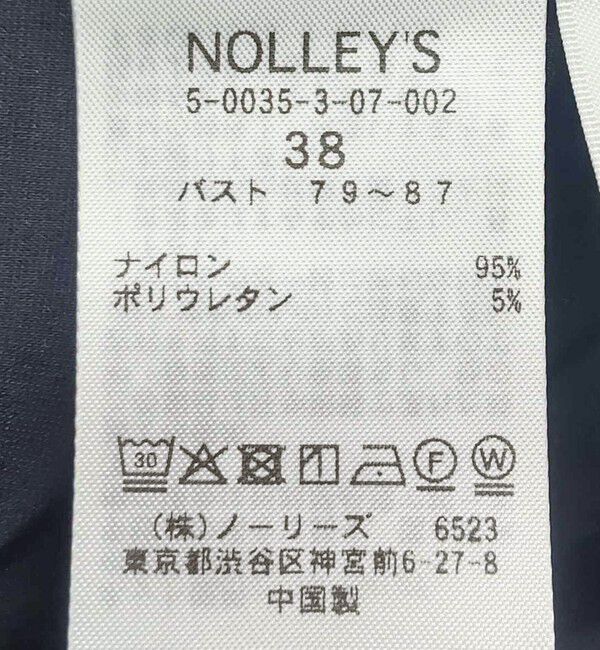 NOLLEY'S
5-0035-3-07-002
38
バスト 79～87
ナイロン 95%
ポリウレタン 5%
30 F W
(株)ノーリーズ 6523
東京都渋谷区神宮前6-27-8
中国製